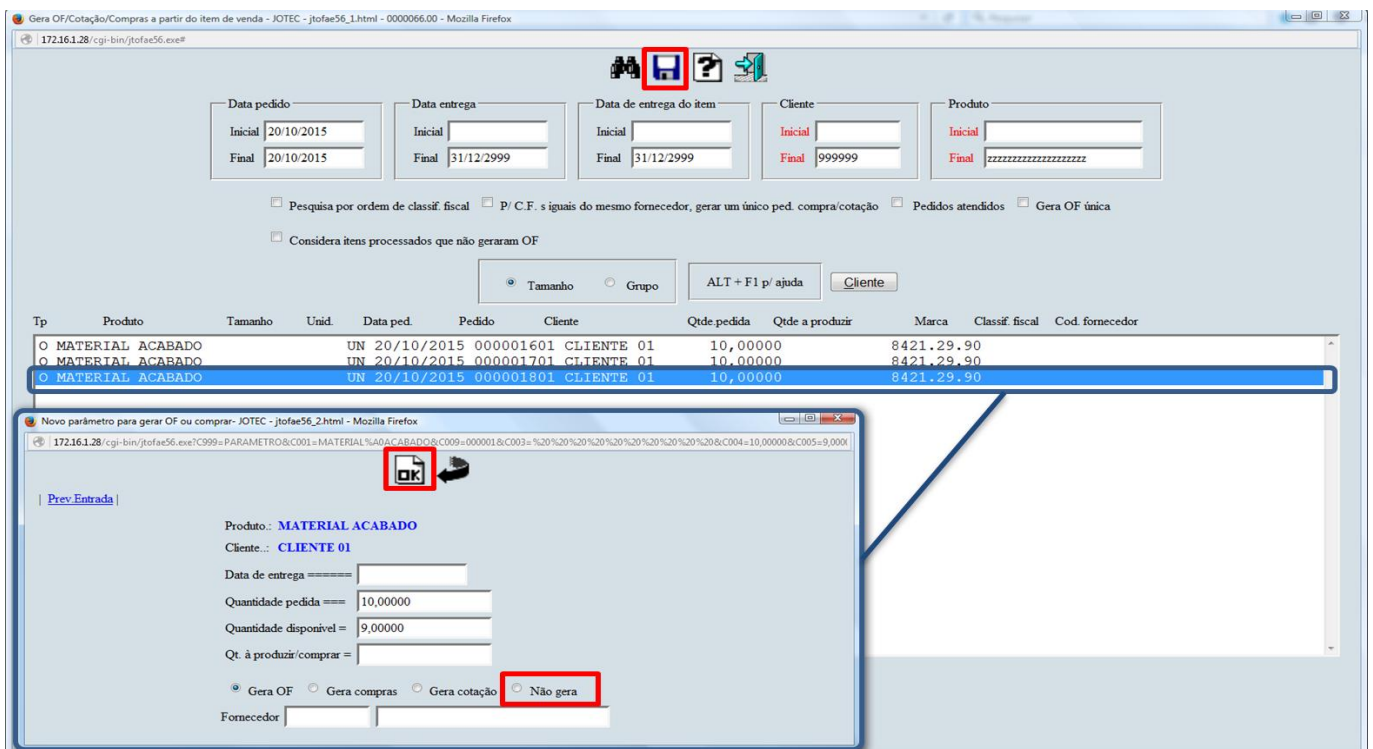 Gera OF/Cotação/Compras a partir do item de venda - JOTEC - jtofae56_1.html - 0000066.00 - Mozilla Firefox
172.16.1.28/cgi-bin/jtofae56.exe#
Data pedido Data entrega Data de entrega do item Cliente Produto
Inicial 20/10/2015 Inicial Inicial Inicial Inicial
Final 20/10/2015 Final 31/12/2999 Final 31/12/2999 Final 999999 Final zzzzzzzzzzzzzzzzzzzz
Pesquisa por ordem de classif. fiscal P/ C.F. s iguais do mesmo fornecedor, gerar um único ped. compra/cotação Pedidos atendidos Gera OF única
Considera itens processados que não geraram OF
Tamanho Grupo ALT + F1 p/ ajuda Cliente
Tp Produto Tamanho Unid. Data ped. Pedido Cliente Qtde.pedida Qtde a produzir Marca Classif. fiscal Cod. fornecedor
O MATERIAL ACABADO UN 20/10/2015 000001601 CLIENTE 01 10,00000 8421.29.90
O MATERIAL ACABADO UN 20/10/2015 000001701 CLIENTE 01 10,00000 8421.29.90
O MATERIAL ACABADO UN 20/10/2015 000001801 CLIENTE 01 10,00000 8421.29.90
Novo parâmetro para gerar OF ou comprar- JOTEC - jtofae56_2.html - Mozilla Firefox
172.16.1.28/cgi-bin/jtofae56.exe?C999=PARAMETRO&C001=MATERIAL%A0ACABADO&C009=000001&C003=%20%20%20%20%20%20%20%20%20%20&C004=10,00000&C005=9,000(
OK
| Prev.Entrada |
Produto.: MATERIAL ACABADO
Cliente..: CLIENTE 01
Data de entrega ======
Quantidade pedida === 10,00000
Quantidade disponivel = 9,00000
Qt. à produzir/comprar =
Gera OF Gera compras Gera cotação Não gera
Fornecedor